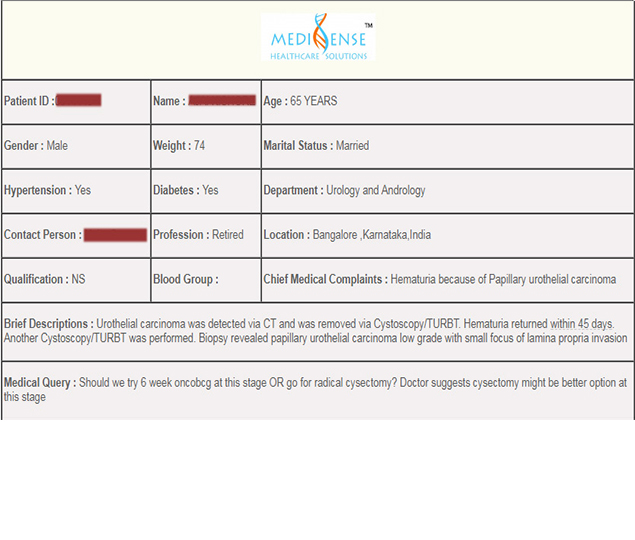 MEDISENSE™
HEALTHCARE SOLUTIONS
Patient ID : Name : Age : 65 YEARS
Gender : Male Weight : 74 Marital Status : Married
Hypertension : Yes Diabetes : Yes Department : Urology and Andrology
Contact Person : Profession : Retired Location : Bangalore ,Karnataka,India
Qualification : NS Blood Group : Chief Medical Complaints : Hematuria because of Papillary urothelial carcinoma
Brief Descriptions : Urothelial carcinoma was detected via CT and was removed via Cystoscopy/TURBT. Hematuria returned within 45 days.
Another Cystoscopy/TURBT was performed. Biopsy revealed papillary urothelial carcinoma low grade with small focus of lamina propria invasion
Medical Query : Should we try 6 week oncobcg at this stage OR go for radical cysectomy? Doctor suggests cysectomy might be better option at
this stage